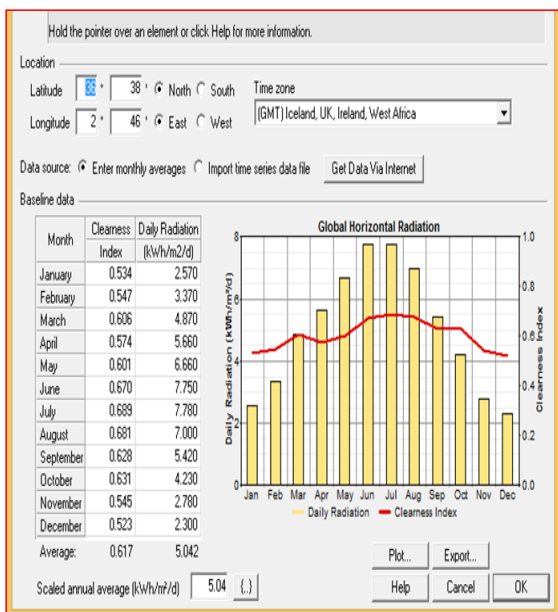 Hold the pointer over an element or click Help for more information.
Location
Latitude 36 ° 38 ' North South Time zone
Longitude 2 ° 46 ' East West (GMT) Iceland, UK, Ireland, West Africa
Data source: Enter monthly averages Import time series data file Get Data Via Internet
Baseline data
Month Clearness Index Daily Radiation (kWh/m2/d)
January 0.534 2.570
February 0.547 3.370
March 0.606 4.870
April 0.574 5.660
May 0.601 6.660
June 0.670 7.750
July 0.689 7.780
August 0.681 7.000
September 0.628 5.420
October 0.631 4.230
November 0.545 2.780
December 0.523 2.300
Average: 0.617 5.042
Scaled annual average (kWh/m²/d) 5.04 {..}
Global Horizontal Radiation
Daily Radiation (kWh/m²/d)
8
6
4
2
0
Clearness Index
1.0
0.8
0.6
0.4
0.2
0.0
Jan Feb Mar Apr May Jun Jul Aug Sep Oct Nov Dec
Daily Radiation Clearness Index
Plot... Export...
Help Cancel OK